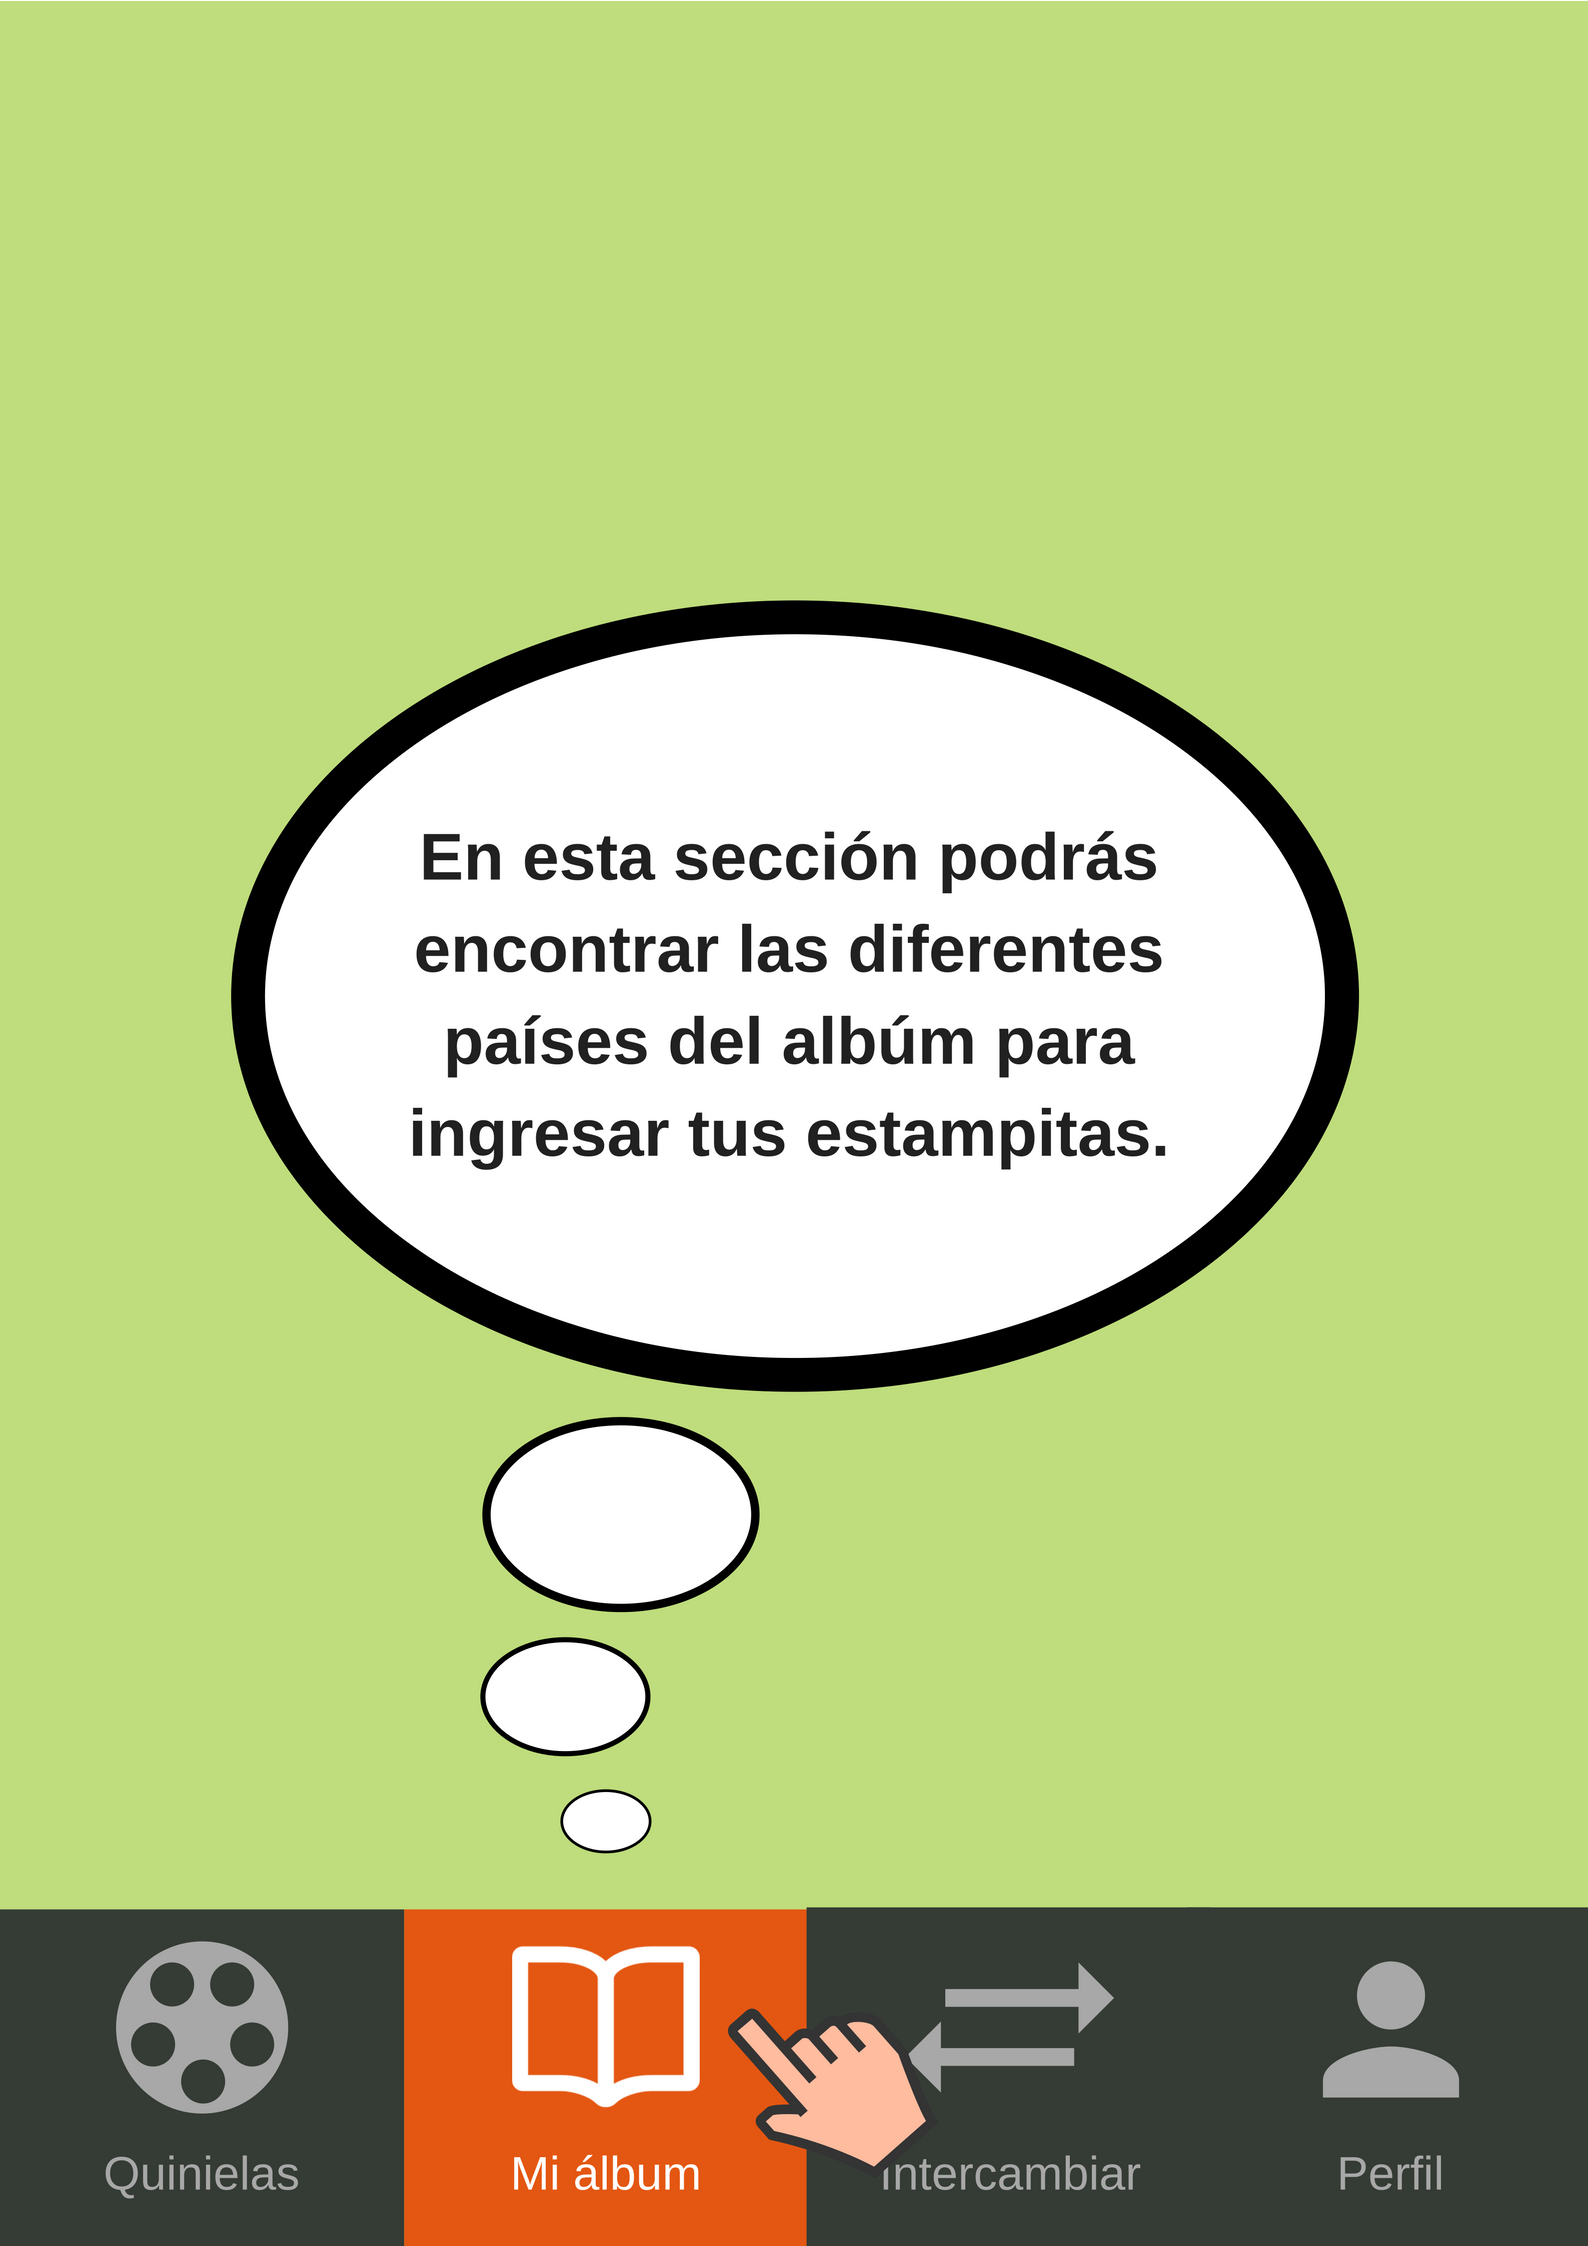 En esta sección podrás
encontrar las diferentes
países del albúm para
ingresar tus estampitas.
Quinielas
Mi álbum
Intercambiar
Perfil